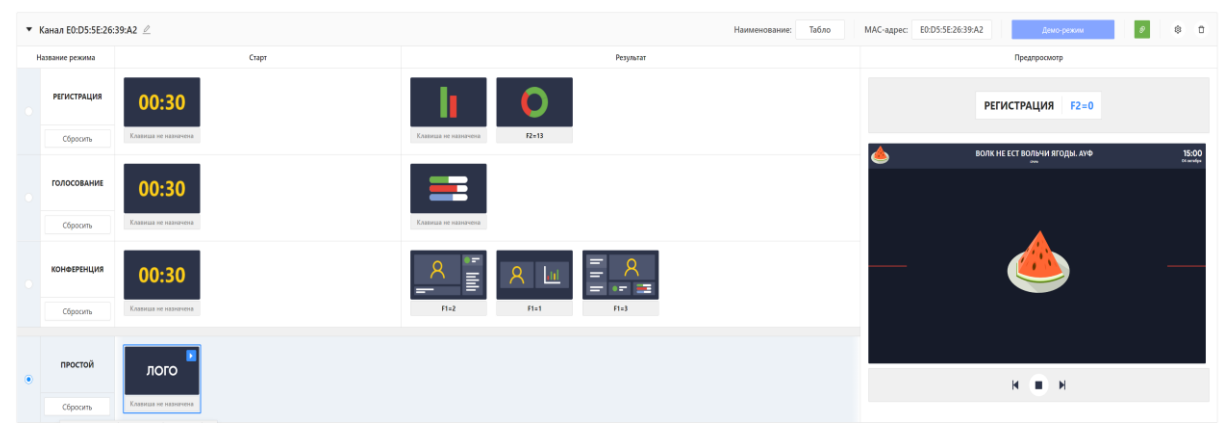 Канал E0:D5:5E:26:39:A2
Наименование: Табло MAC-адрес: E0:D5:5E:26:39:A2 Демо-режим
Название режима Старт Результат Предпросмотр
РЕГИСТРАЦИЯ
Сбросить
00:30
Клавиша не назначена
Клавиша не назначена
F2=13
ГОЛОСОВАНИЕ
Сбросить
00:30
Клавиша не назначена
Клавиша не назначена
КОНФЕРЕНЦИЯ
Сбросить
00:30
Клавиша не назначена
F1=2
F1=1
F1=3
ПРОСТОЙ
Сбросить
ЛОГО
Клавиша не назначена
РЕГИСТРАЦИЯ F2=0
ВОЛК НЕ ЕСТ ВОЛЬЧИ ЯГОДЫ. АУФ
15:00